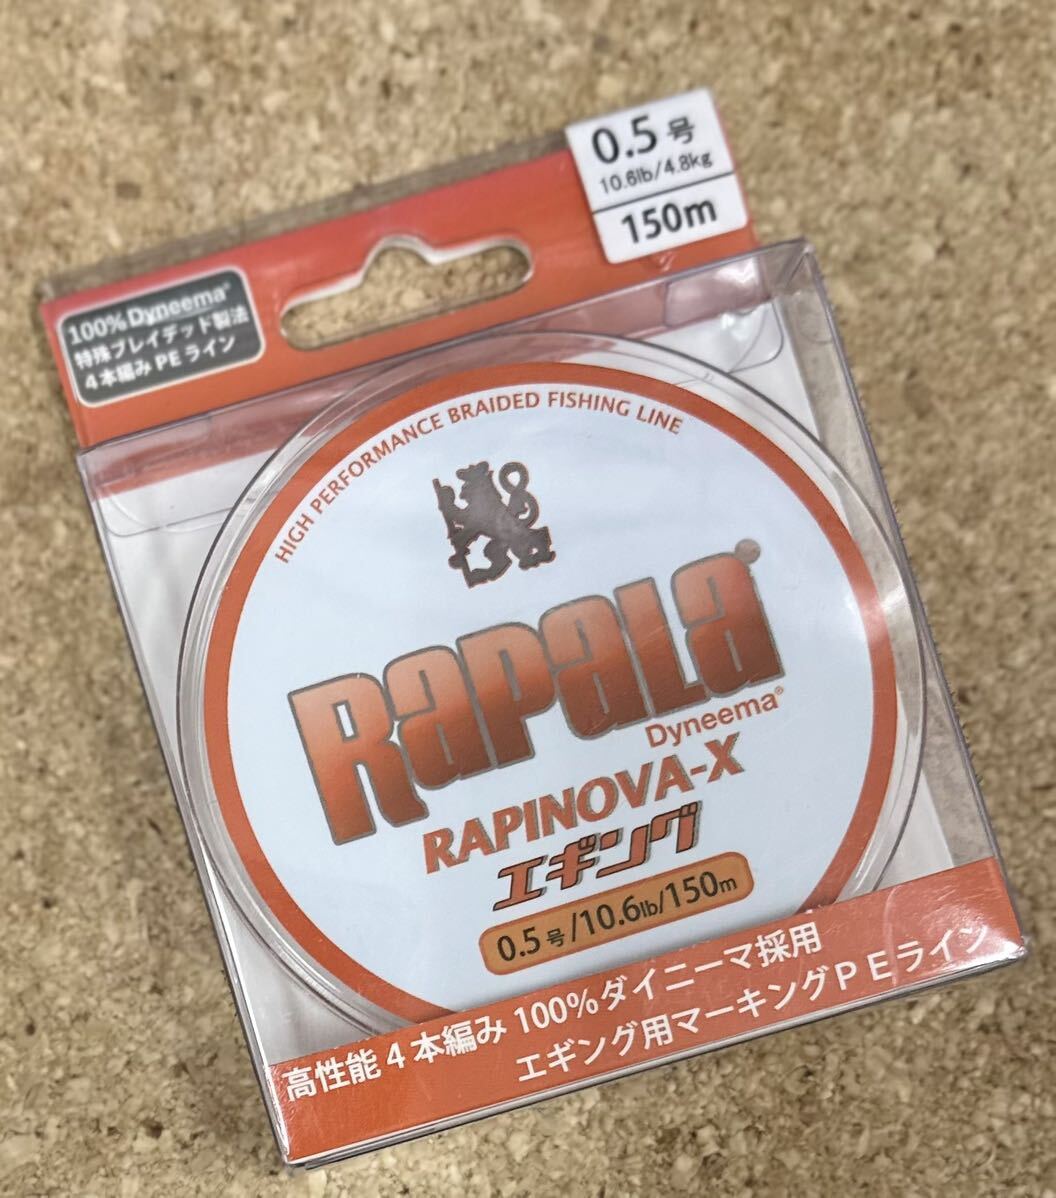 0.5号
10.6lb/4.8kg
150m
100% Dyneema®
特殊ブレイデッド製法
4本編みPEライン
HIGH PERFORMANCE BRAIDED FISHING LINE
RAPALA®
Dyneema®
RAPINOVA-X
エギング
0.5号/10.6lb/150m
高性能4本編み100%ダイニーマ採用
エギング用マーキングPEライン